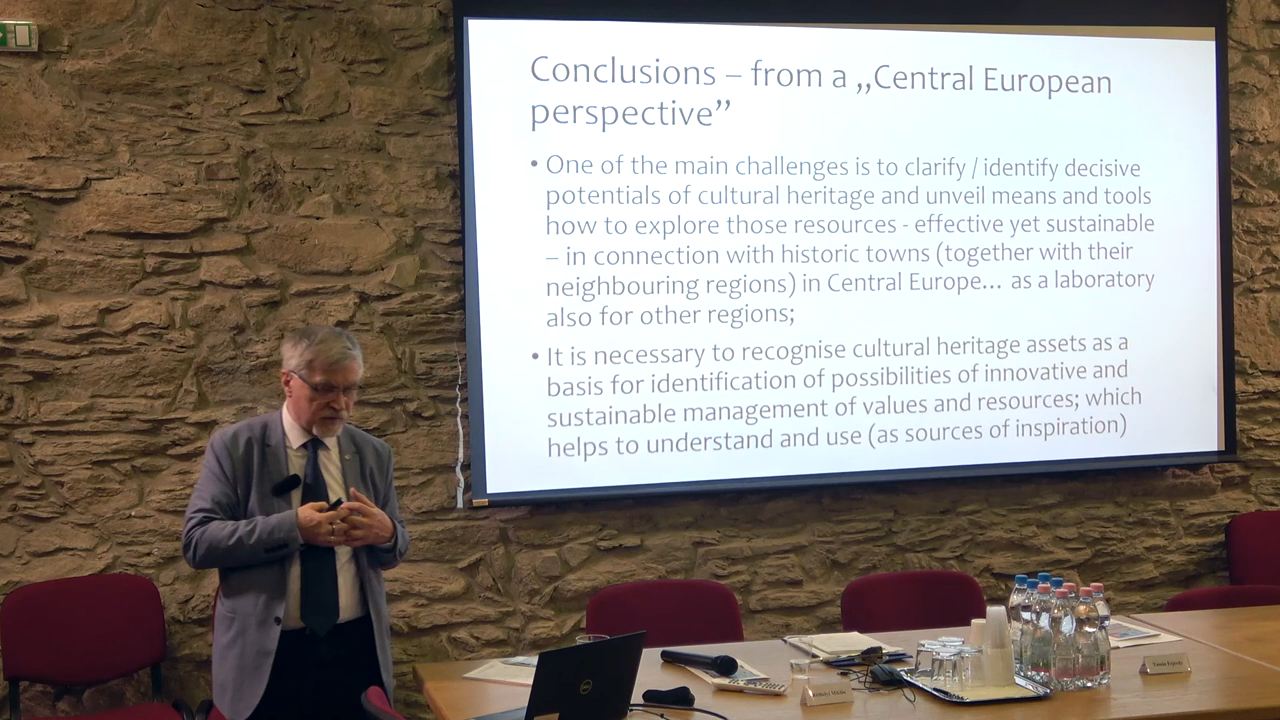 Conclusions – from a „Central European
perspective”
• One of the main challenges is to clarify / identify decisive
potentials of cultural heritage and unveil means and tools
how to explore those resources - effective yet sustainable
– in connection with historic towns (together with their
neighbouring regions) in Central Europe... as a laboratory
also for other regions;
• It is necessary to recognise cultural heritage assets as a
basis for identification of possibilities of innovative and
sustainable management of values and resources; which
helps to understand and use (as sources of inspiration)
DELL